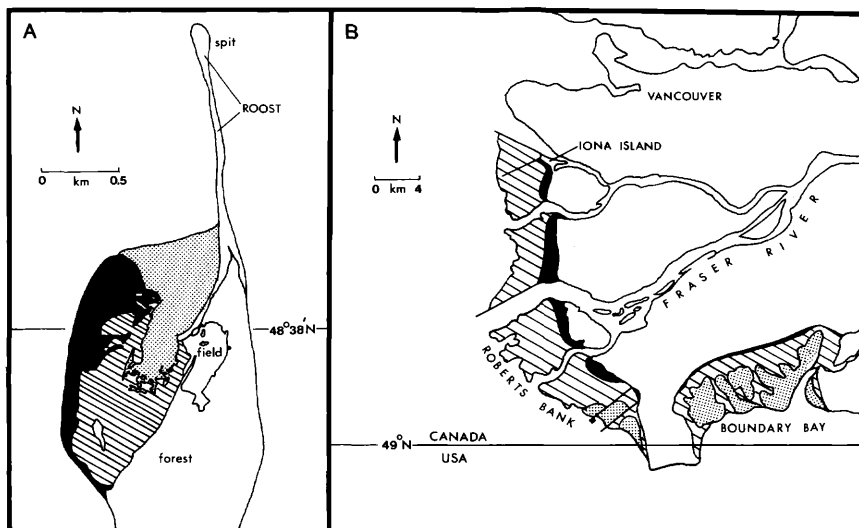 A
spit
ROOST
N
0 km 0.5
48°38'N
field
forest
B
VANCOUVER
N
IONA ISLAND
0 km 4
FRASER RIVER
ROBERTS BANK
BOUNDARY BAY
49°N CANADA
USA